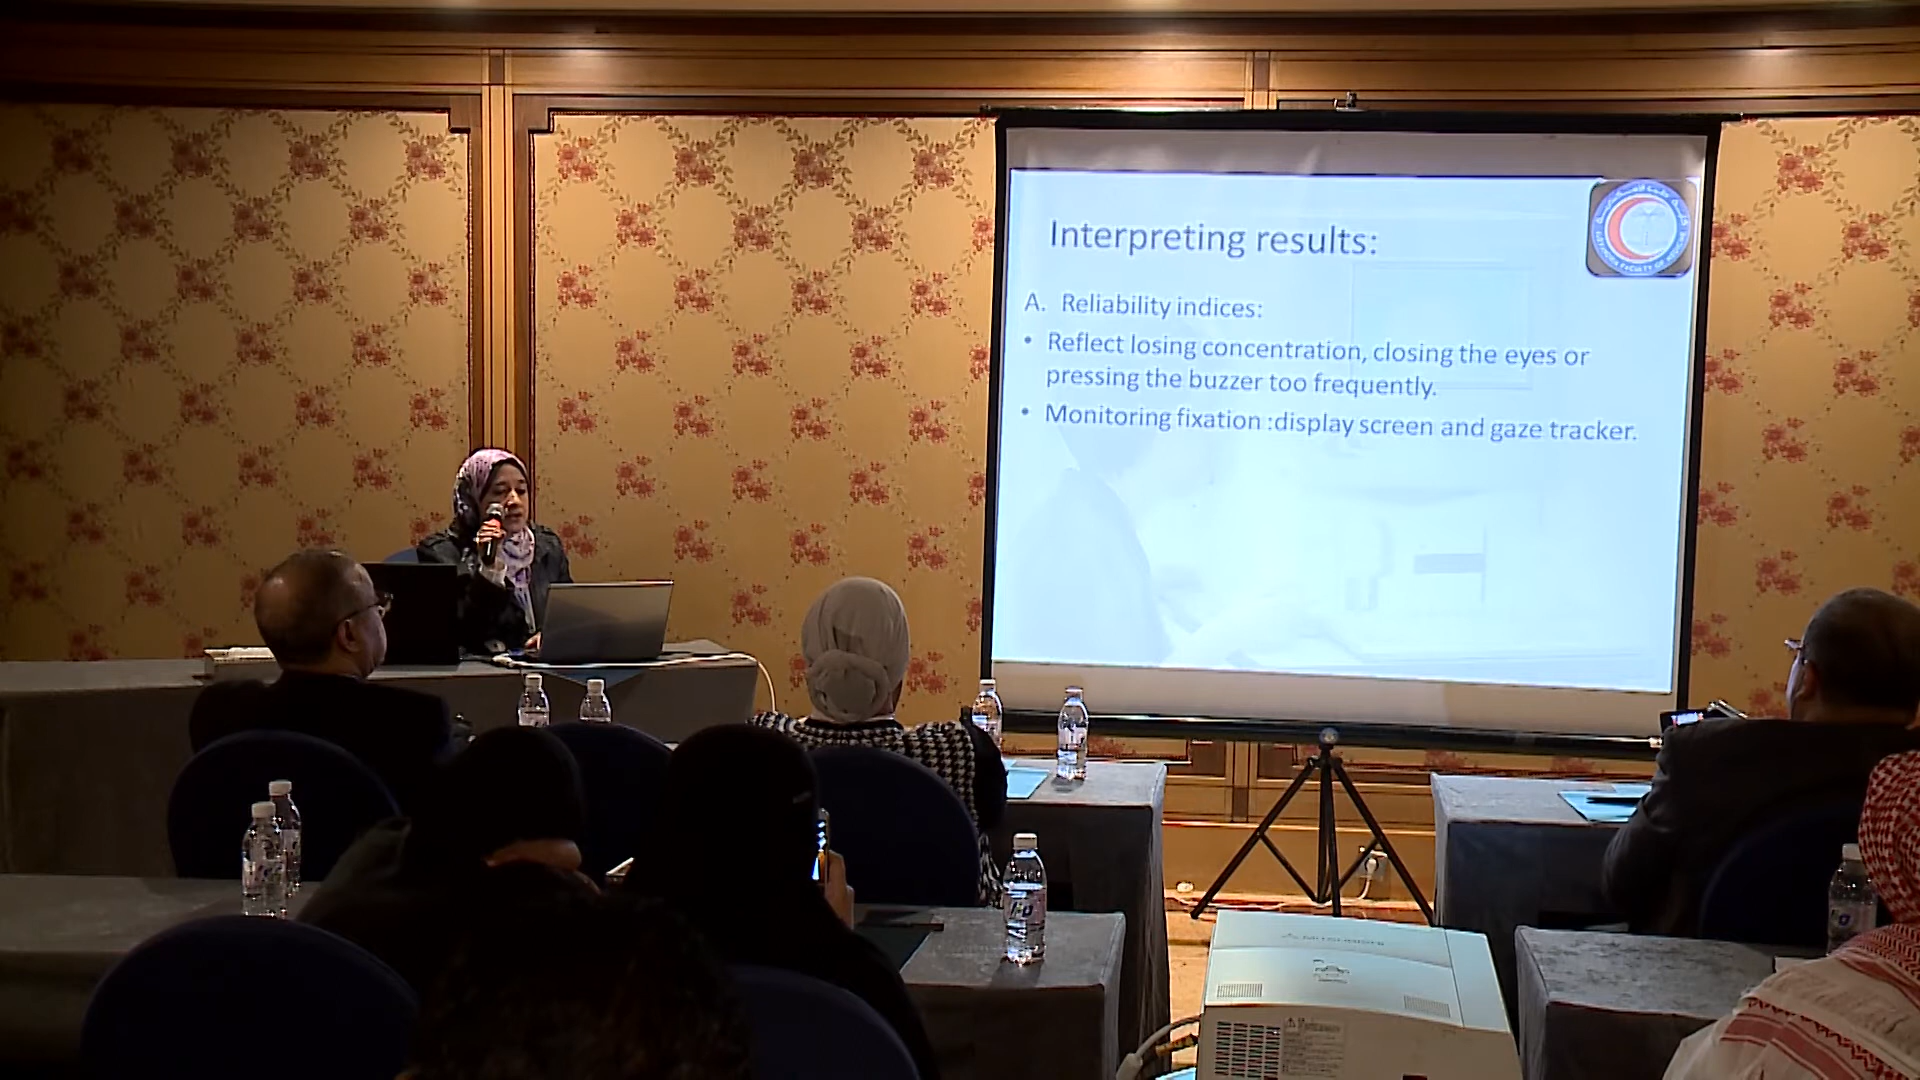 Interpreting results:
A. Reliability indices:
• Reflect losing concentration, closing the eyes or
pressing the buzzer too frequently.
• Monitoring fixation :display screen and gaze tracker.
MITSUBISHI